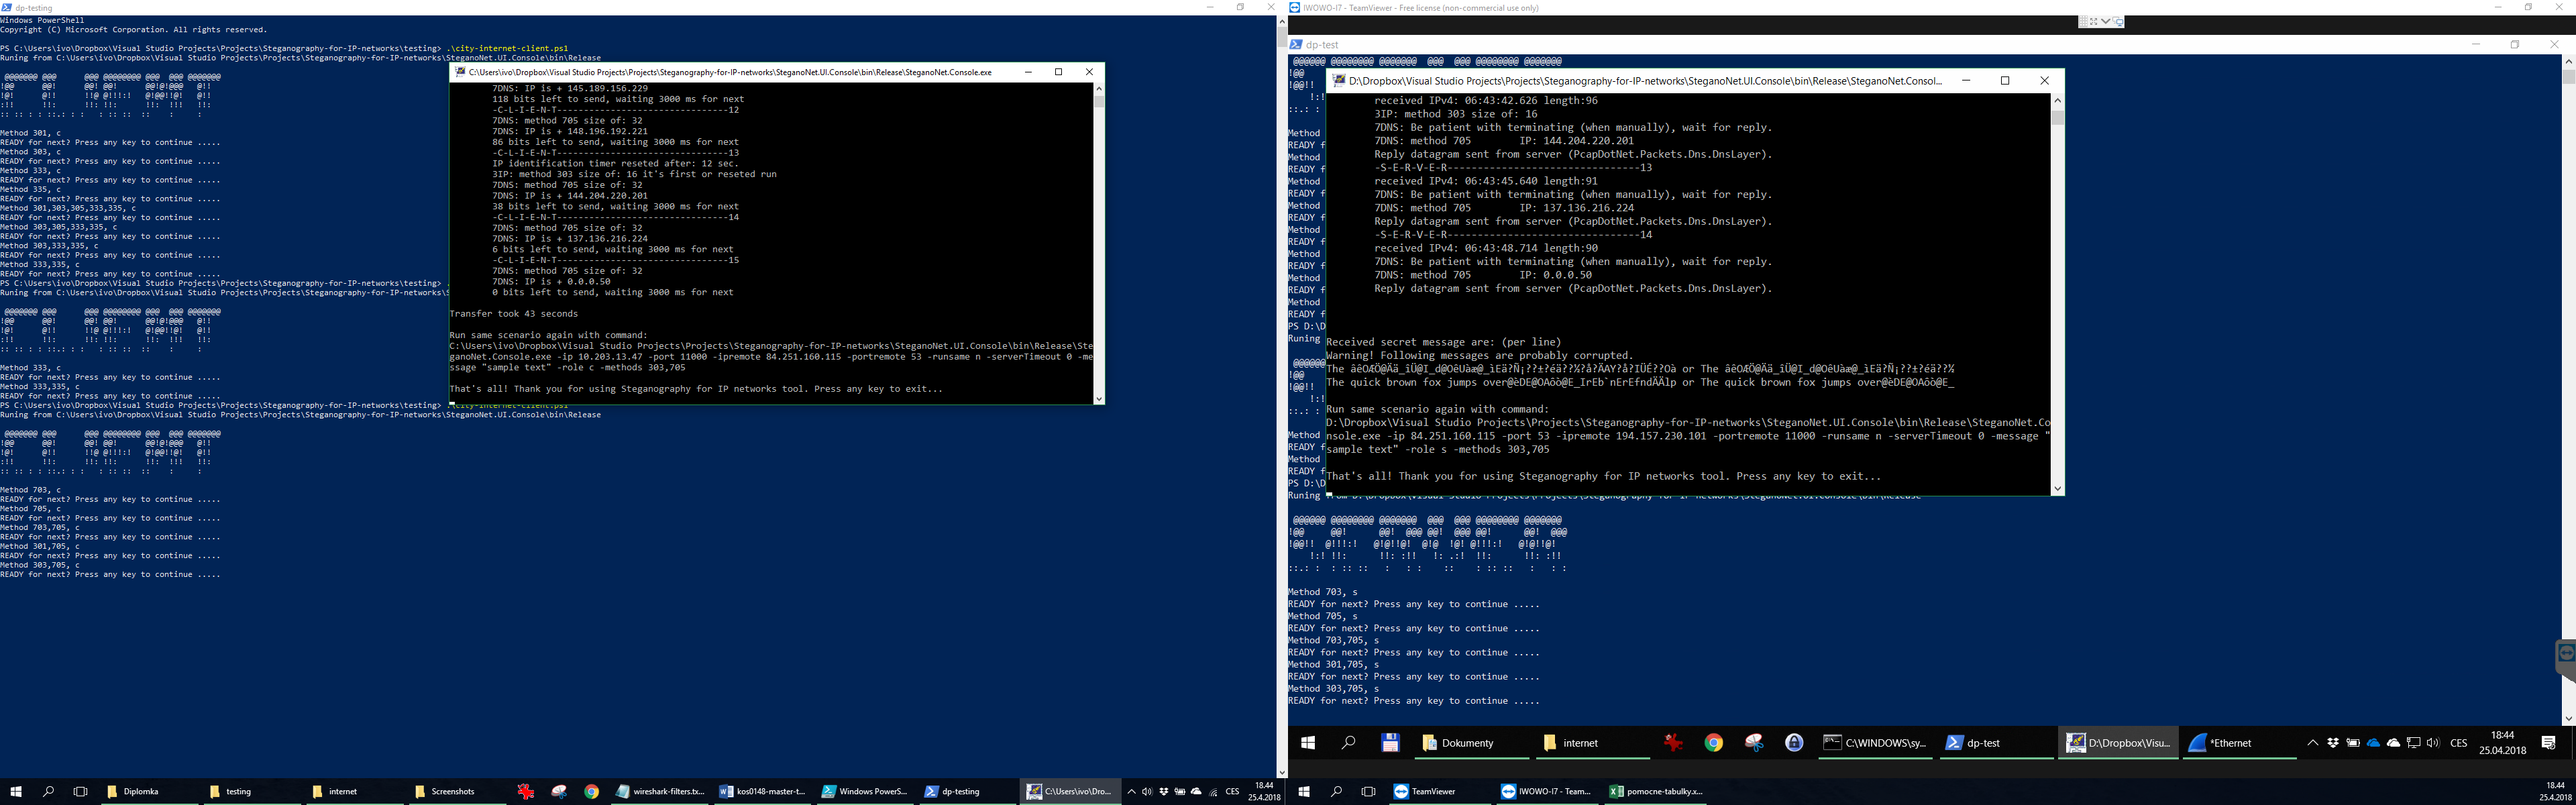 dp-testing
Windows PowerShell
Copyright (C) Microsoft Corporation. All rights reserved.
PS C:\Users\ivo\Dropbox\Visual Studio Projects\Projects\Steganography-for-IP-networks\testing> .\city-internet-client.ps1
Runing from C:\Users\ivo\Dropbox\Visual Studio Projects\Projects\Steganography-for-IP-networks\SteganoNet.UI.Console\bin\Release
Method 301, c
READY for next? Press any key to continue .....
Method 303, c
READY for next? Press any key to continue .....
Method 333, c
READY for next? Press any key to continue .....
Method 335, c
READY for next? Press any key to continue .....
Method 301,303,305,333,335, c
READY for next? Press any key to continue .....
Method 303,305,333,335, c
READY for next? Press any key to continue .....
Method 303,333,335, c
READY for next? Press any key to continue .....
Method 333,335, c
READY for next? Press any key to continue .....
PS C:\Users\ivo\Dropbox\Visual Studio Projects\Projects\Steganography-for-IP-networks\testing>
Runing from C:\Users\ivo\Dropbox\Visual Studio Projects\Projects\Steganography-for-IP-networks\S
Method 333, c
READY for next? Press any key to continue .....
Method 333,335, c
READY for next? Press any key to continue .....
PS C:\Users\ivo\Dropbox\Visual Studio Projects\Projects\Steganography-for-IP-networks\testing> .\city-internet-client.ps1
Runing from C:\Users\ivo\Dropbox\Visual Studio Projects\Projects\Steganography-for-IP-networks\SteganoNet.UI.Console\bin\Release
Method 703, c
READY for next? Press any key to continue .....
Method 705, c
READY for next? Press any key to continue .....
Method 703,705, c
READY for next? Press any key to continue .....
Method 301,705, c
READY for next? Press any key to continue .....
Method 303,705, c
READY for next? Press any key to continue .....
C:\Users\ivo\Dropbox\Visual Studio Projects\Projects\Steganography-for-IP-networks\SteganoNet.UI.Console\bin\Release/SteganoNet.Console.exe
7DNS: IP is + 145.189.156.229
118 bits left to send, waiting 3000 ms for next
-C-L-I-E-N-T--------------------------------12
7DNS: method 705 size of: 32
7DNS: IP is + 148.196.192.221
86 bits left to send, waiting 3000 ms for next
-C-L-I-E-N-T--------------------------------13
IP identification timer reseted after: 12 sec.
3IP: method 303 size of: 16 it's first or reseted run
7DNS: method 705 size of: 32
7DNS: IP is + 144.204.220.201
38 bits left to send, waiting 3000 ms for next
-C-L-I-E-N-T--------------------------------14
7DNS: method 705 size of: 32
7DNS: IP is + 137.136.216.224
6 bits left to send, waiting 3000 ms for next
-C-L-I-E-N-T--------------------------------15
7DNS: method 705 size of: 32
7DNS: IP is + 0.0.0.50
0 bits left to send, waiting 3000 ms for next
Transfer took 43 seconds
Run same scenario again with command:
C:\Users\ivo\Dropbox\Visual Studio Projects\Projects\Steganography-for-IP-networks\SteganoNet.UI.Console\bin\Release\Ste
ganoNet.Console.exe -ip 10.203.13.47 -port 11000 -ipremote 84.251.160.115 -portremote 53 -runsame n -serverTimeout 0 -me
ssage "sample text" -role c -methods 303,705
That's all! Thank you for using Steganography for IP networks tool. Press any key to exit...
Diplomka
testing
internet
Screenshots
wireshark-filters.tx...
kos0148-master-t...
Windows PowerS...
dp-testing
C:\Users\ivo\Dro...
CES
18.44
25.4.2018
IWOWO-I7 - TeamViewer - Free license (non-commercial use only)
dp-test
Method
READY f
Method
READY f
Method
READY f
Method
READY f
Method
READY f
Method
READY f
Method
READY f
Method
READY f
PS D:\D
Runing
Method
READY f
Method
READY f
PS D:\D
Runing from D:\Dropbox\Visual Studio Projects\Projects\Steganography-for-IP-networks\SteganoNet.UI.Console\bin\Release
Method 703, s
READY for next? Press any key to continue .....
Method 705, s
READY for next? Press any key to continue .....
Method 703,705, s
READY for next? Press any key to continue .....
Method 301,705, s
READY for next? Press any key to continue .....
Method 303,705, s
READY for next? Press any key to continue .....
D:\Dropbox\Visual Studio Projects\Projects\Steganography-for-IP-networks\SteganoNet.UI.Console\bin\Release/SteganoNet.Consol...
received IPv4: 06:43:42.626 length:96
3IP: method 303 size of: 16
7DNS: Be patient with terminating (when manually), wait for reply.
7DNS: method 705 IP: 144.204.220.201
Reply datagram sent from server (PcapDotNet.Packets.Dns.DnsLayer).
-S-E-R-V-E-R-------------------------------13
received IPv4: 06:43:45.640 length:91
7DNS: Be patient with terminating (when manually), wait for reply.
7DNS: method 705 IP: 137.136.216.224
Reply datagram sent from server (PcapDotNet.Packets.Dns.DnsLayer).
-S-E-R-V-E-R-------------------------------14
received IPv4: 06:43:48.714 length:90
7DNS: Be patient with terminating (when manually), wait for reply.
7DNS: method 705 IP: 0.0.0.50
Reply datagram sent from server (PcapDotNet.Packets.Dns.DnsLayer).
Received secret message are: (per line)
Warning! Following messages are probably corrupted.
The or The
The quick brown fox jumps or The quick brown fox jumps
Run same scenario again with command:
D:\Dropbox\Visual Studio Projects\Projects\Steganography-for-IP-networks\SteganoNet.UI.Console\bin\Release\SteganoNet.Co
nsole.exe -ip 84.251.160.115 -port 53 -ipremote 194.157.230.101 -portremote 11000 -runsame n -serverTimeout 0 -message "
sample text" -role s -methods 303,705
That's all! Thank you for using Steganography for IP networks tool. Press any key to exit...
Dokumenty
internet
C:\WINDOWS\sy...
dp-test
D:\Dropbox\Visu...
*Ethernet
CES
18:44
25.04.2018
TeamViewer
IWOWO-I7 - Team...
pomocne-tabulky.x...
18.44
25.4.2018